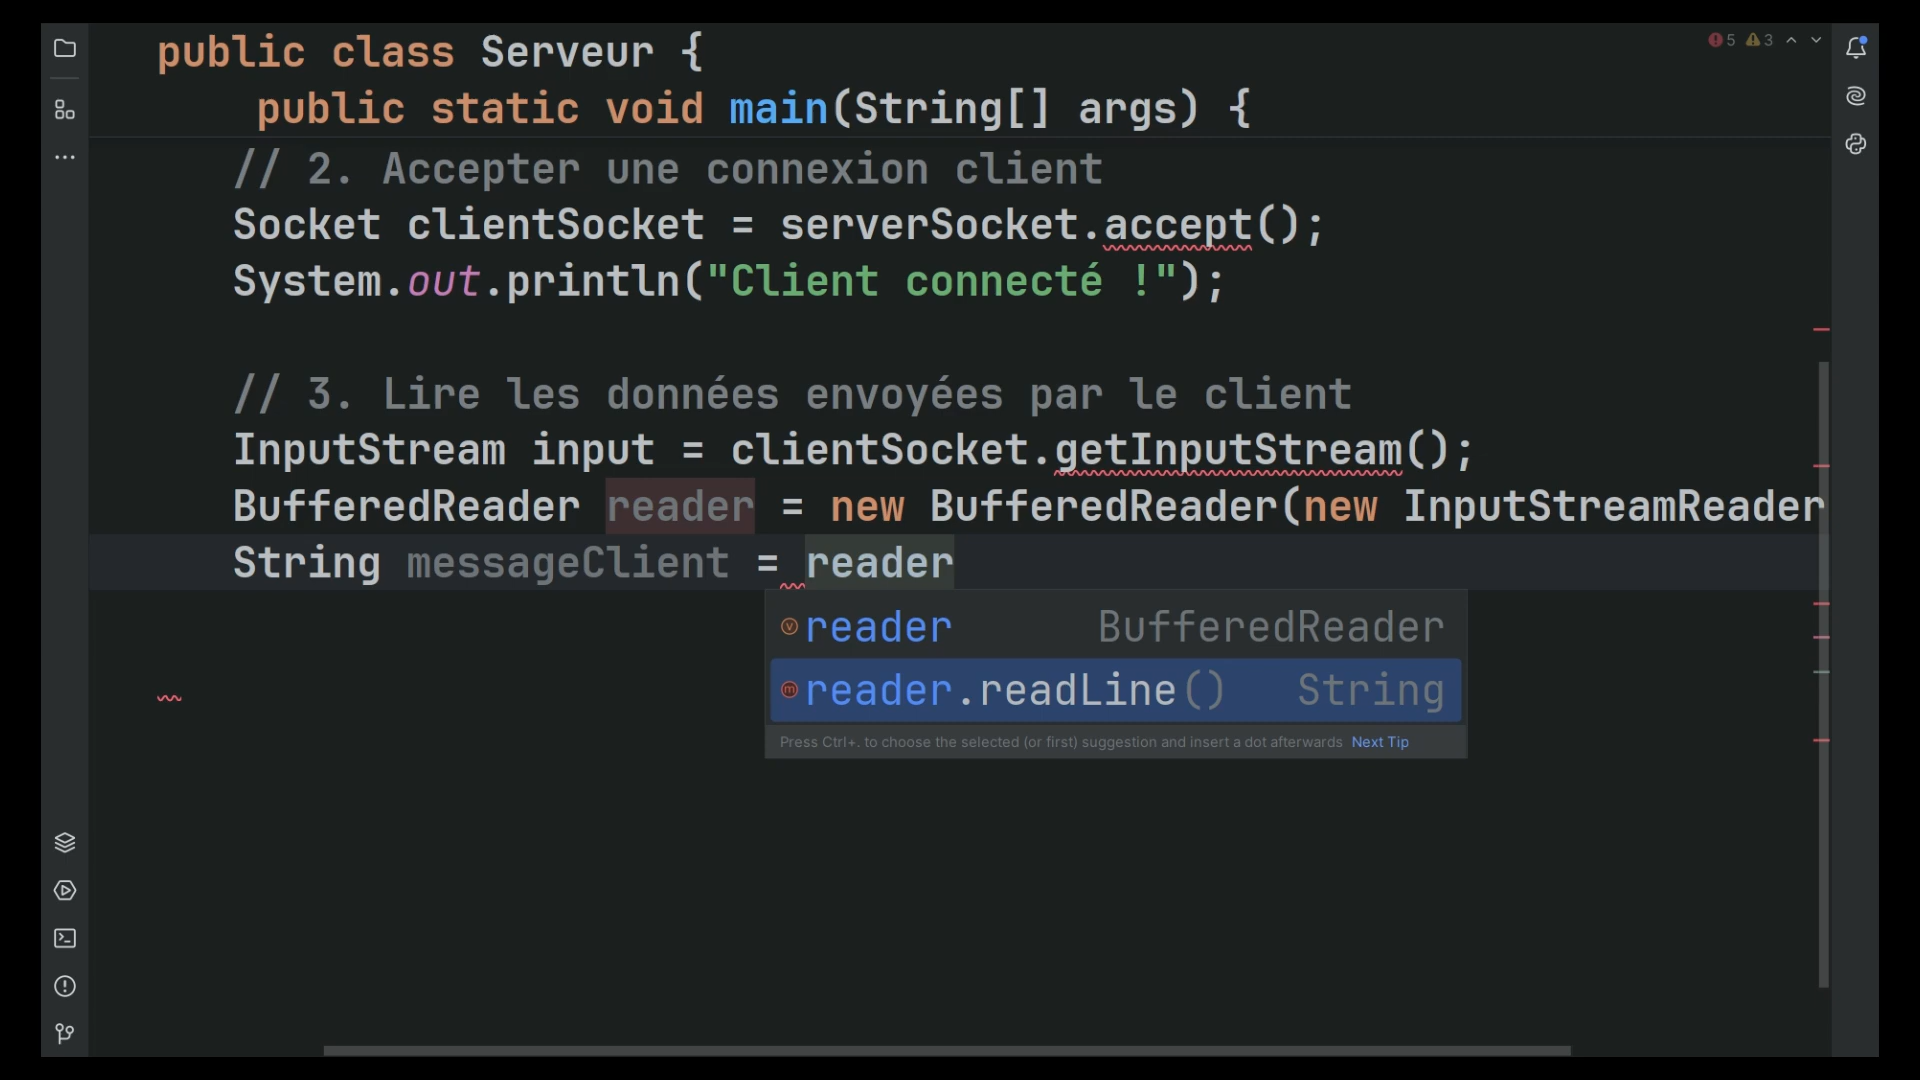 public class Serveur {
5 3
public static void main(String[] args) {
// 2. Accepter une connexion client
Socket clientSocket = serverSocket.accept();
System.out.println("Client connecté !");
// 3. Lire les données envoyées par le client
InputStream input = clientSocket.getInputStream();
BufferedReader reader = new BufferedReader(new InputStreamReader
String messageClient = reader
reader BufferedReader
reader.readLine() String
Press Ctrl+. to choose the selected (or first) suggestion and insert a dot afterwards Next Tip